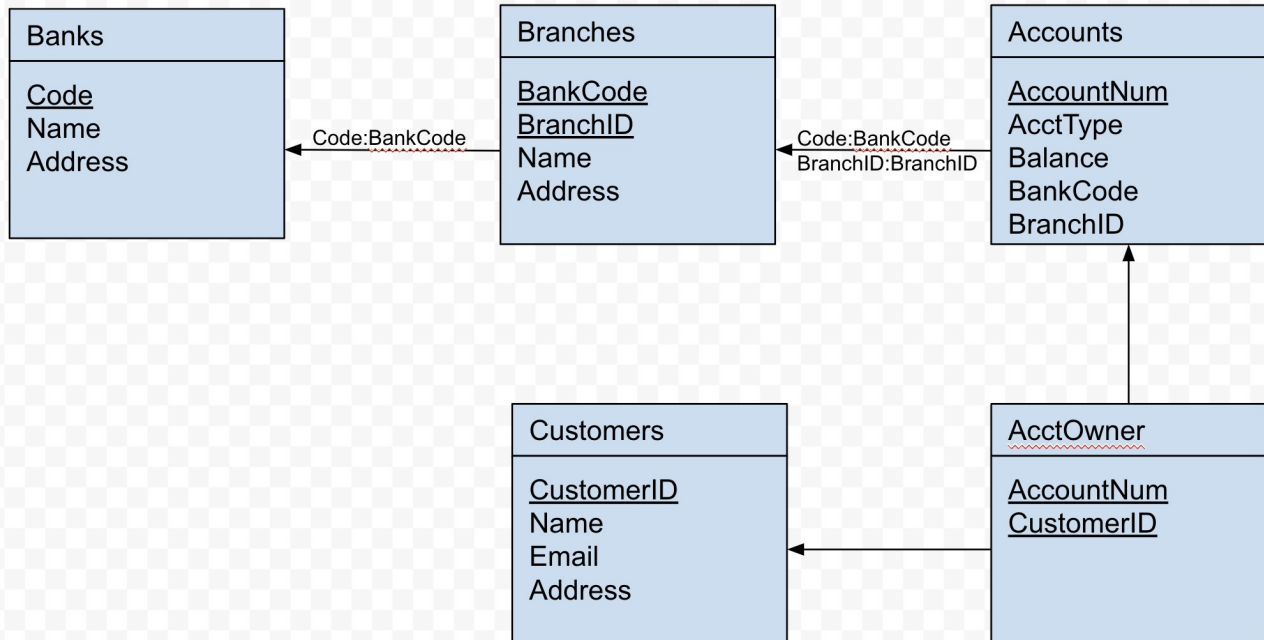 Banks
Code
Name
Address
Code:BankCode
Branches
BankCode
BranchID
Name
Address
Code:BankCode
BranchID:BranchID
Accounts
AccountNum
AcctType
Balance
BankCode
BranchID
Customers
CustomerID
Name
Email
Address
AcctOwner
AccountNum
CustomerID